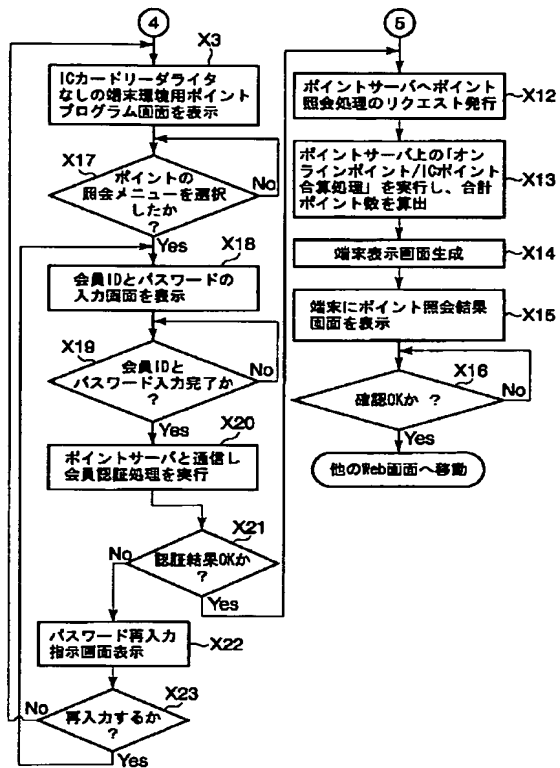 4
X3
ICカードリーダライタ
なしの端末環境用ポイント
プログラム画面を表示
X17
ポイントの
照会メニューを選択
したか
?
No
Yes
X18
会員IDとパスワードの
入力画面を表示
X19
会員IDと
パスワード入力完了か
?
No
Yes
X20
ポイントサーバと通信し
会員認証処理を実行
X21
認証結果OKか
?
No
Yes
パスワード再入力
指示画面表示
X22
X23
再入力するか
?
No
Yes
5
ポイントサーバへポイント
照会処理のリクエスト発行
X12
ポイントサーバ上の「オン
ラインポイント/ICポイント
合算処理」を実行し、合計
ポイント数を算出
X13
端末表示画面生成
X14
端末にポイント照会結果
画面を表示
X15
X16
確認OKか ?
No
Yes
他のWeb画面へ移動